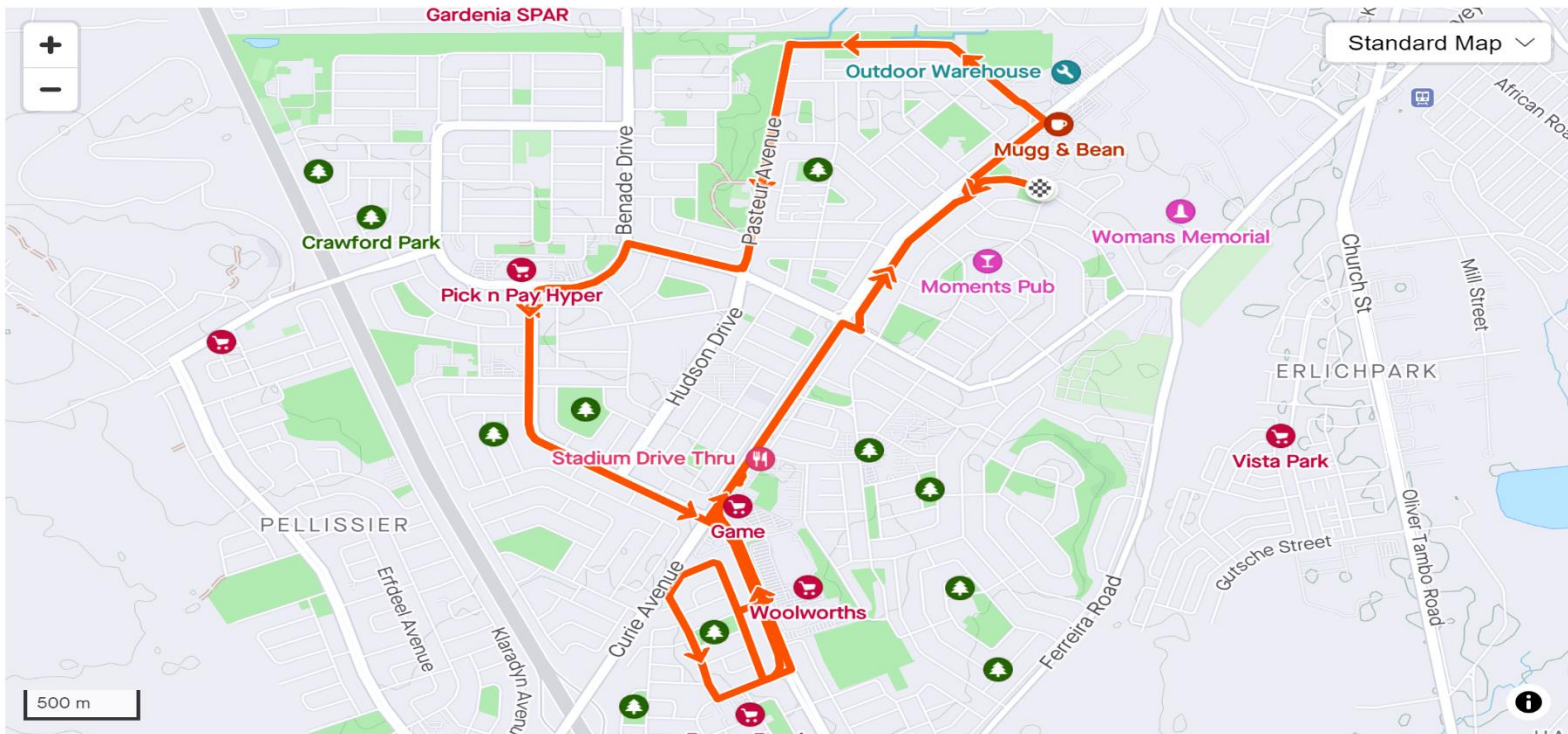 Gardenia SPAR
+
−
Standard Map
Outdoor Warehouse
African Roa
Benade Drive
Pasteur Avenue
Mugg & Bean
Crawford Park
Womans Memorial
Church St
Mill Street
Pick n Pay Hyper
Moments Pub
Hudson Drive
ERLICHPARK
Stadium Drive Thru
Vista Park
PELLISSIER
Game
Oliver Tambo Road
Gutsche Street
Erfdeel Avenue
Curie Avenue
Woolworths
Ferreira Road
Klaradyn Avenue
500 m